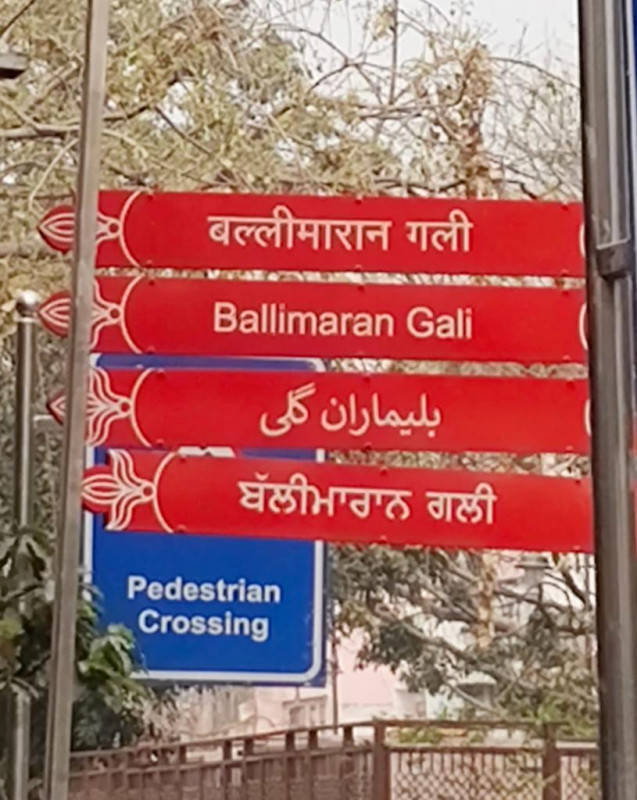 बल्लीमारान गली
Ballimaran Gali
بلیماران گلی
ਬੱਲੀਮਾਰਾਨ ਗਲੀ
Pedestrian
Crossing